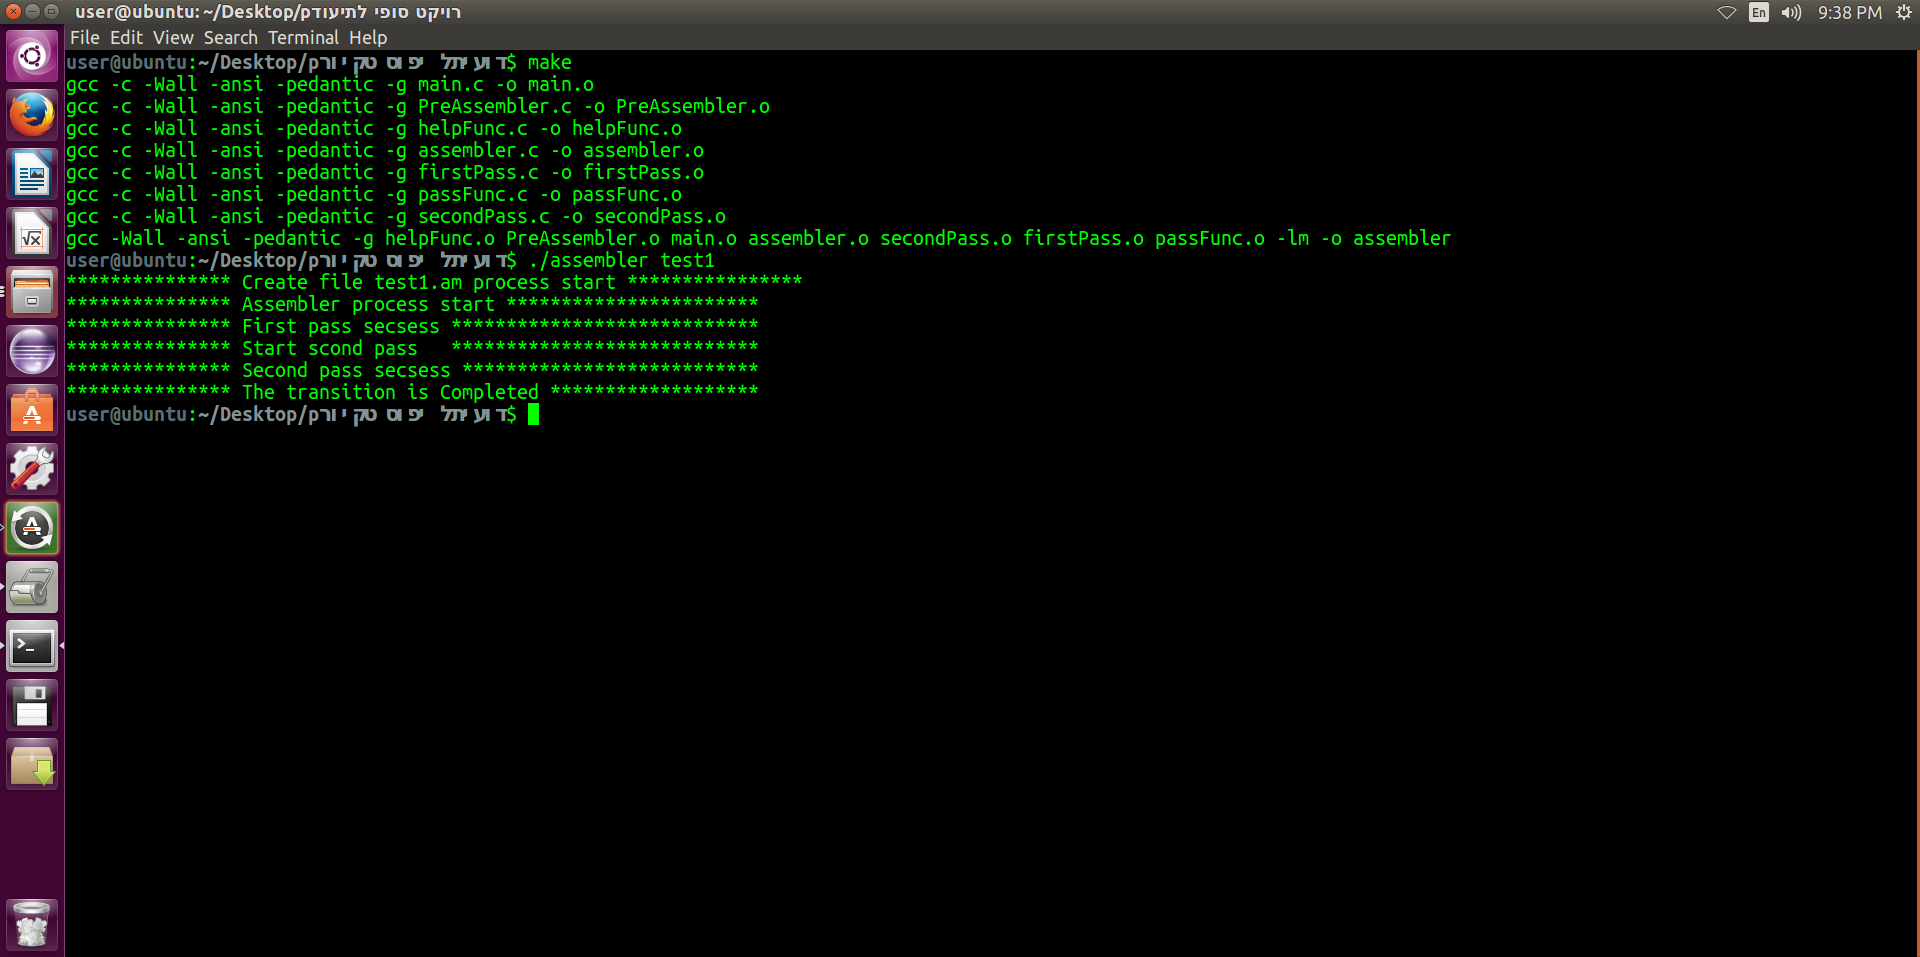 user@ubuntu: ~/Desktop/pרויקט סופי לתיעוד
En
9:38 PM
File Edit View Search Terminal Help
user@ubuntu:~/Desktop/pרויקט סופי לתיעוד$ make
gcc -c -Wall -ansi -pedantic -g main.c -o main.o
gcc -c -Wall -ansi -pedantic -g PreAssembler.c -o PreAssembler.o
gcc -c -Wall -ansi -pedantic -g helpFunc.c -o helpFunc.o
gcc -c -Wall -ansi -pedantic -g assembler.c -o assembler.o
gcc -c -Wall -ansi -pedantic -g firstPass.c -o firstPass.o
gcc -c -Wall -ansi -pedantic -g passFunc.c -o passFunc.o
gcc -c -Wall -ansi -pedantic -g secondPass.c -o secondPass.o
gcc -Wall -ansi -pedantic -g helpFunc.o PreAssembler.o main.o assembler.o secondPass.o firstPass.o passFunc.o -lm -o assembler
user@ubuntu:~/Desktop/pרויקט סופי לתיעוד$ ./assembler test1
*************** Create file test1.am process start ****************
*************** Assembler process start ***********************
*************** First pass secsess ****************************
*************** Start scond pass   ****************************
*************** Second pass secsess ***************************
*************** The transition is Completed *******************
user@ubuntu:~/Desktop/pרויקט סופי לתיעוד$